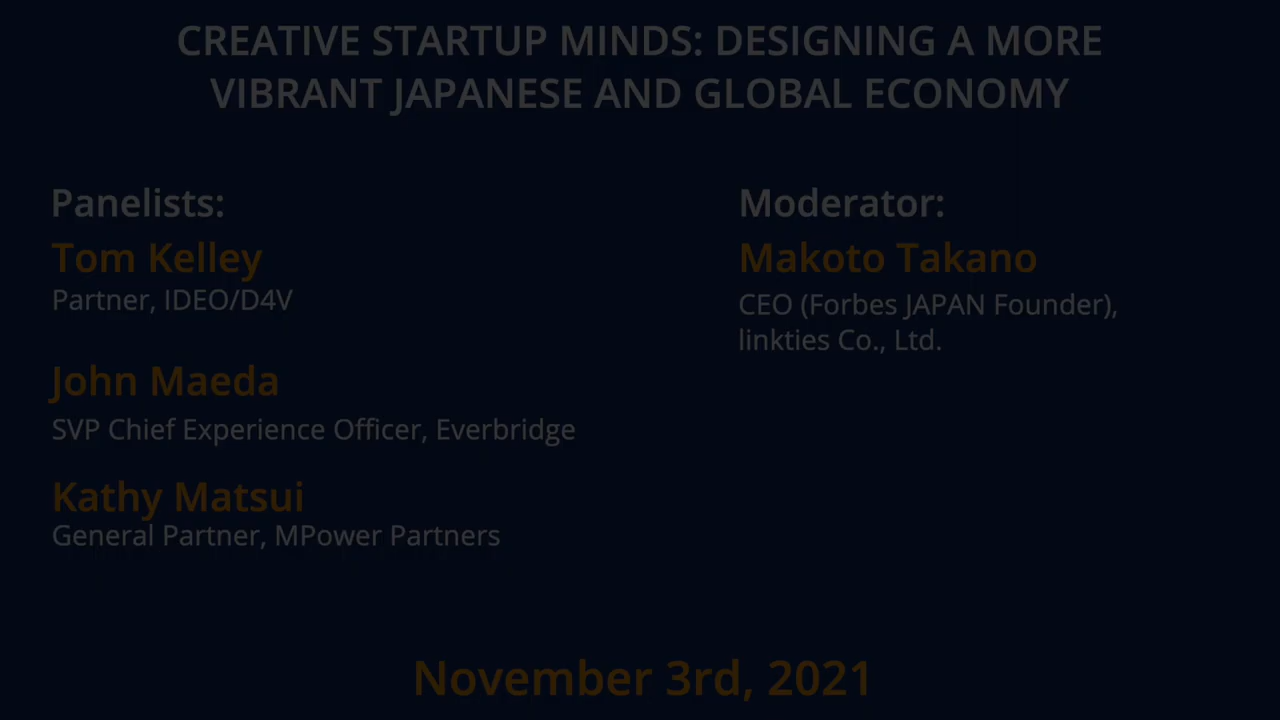 CREATIVE STARTUP MINDS: DESIGNING A MORE
VIBRANT JAPANESE AND GLOBAL ECONOMY
Panelists:
Tom Kelley
Partner, IDEO/D4V
John Maeda
SVP Chief Experience Officer, Everbridge
Kathy Matsui
General Partner, MPower Partners
Moderator:
Makoto Takano
CEO (Forbes JAPAN Founder),
linkties Co., Ltd.
November 3rd, 2021